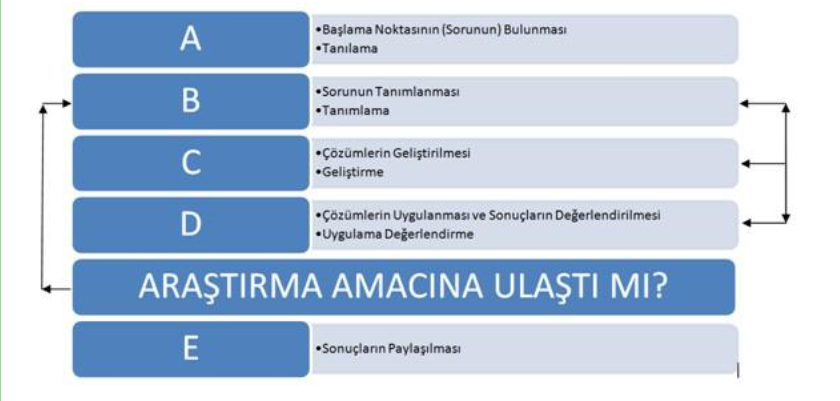 A
•Başlama Noktasının (Sorunun) Bulunması
•Tanılama
B
•Sorunun Tanımlanması
•Tanımlama
C
•Çözümlerin Geliştirilmesi
•Geliştirme
D
•Çözümlerin Uygulanması ve Sonuçların Değerlendirilmesi
•Uygulama Değerlendirme
ARAŞTIRMA AMACINA ULAŞTI MI?
E
•Sonuçların Paylaşılması